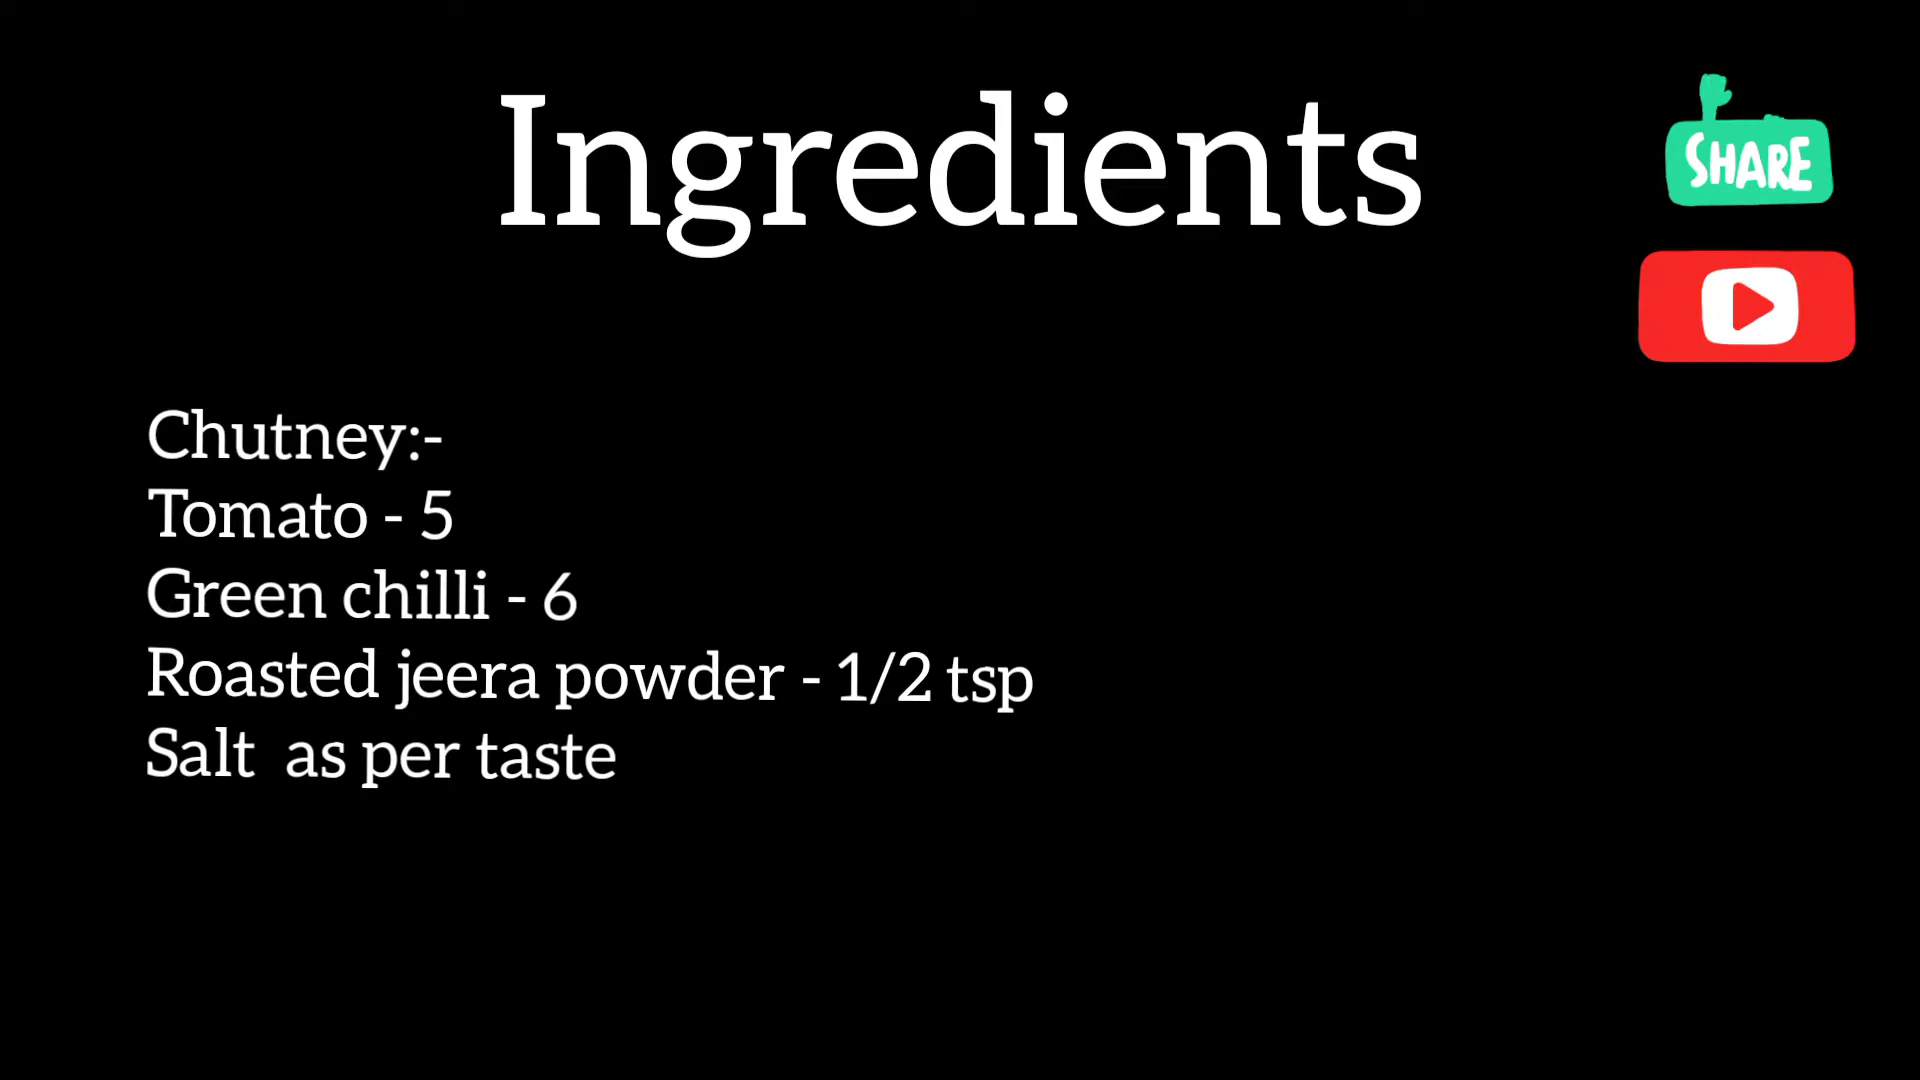 Ingredients
SHARE
Chutney:-
Tomato - 5
Green chilli - 6
Roasted jeera powder - 1/2 tsp
Salt  as per taste